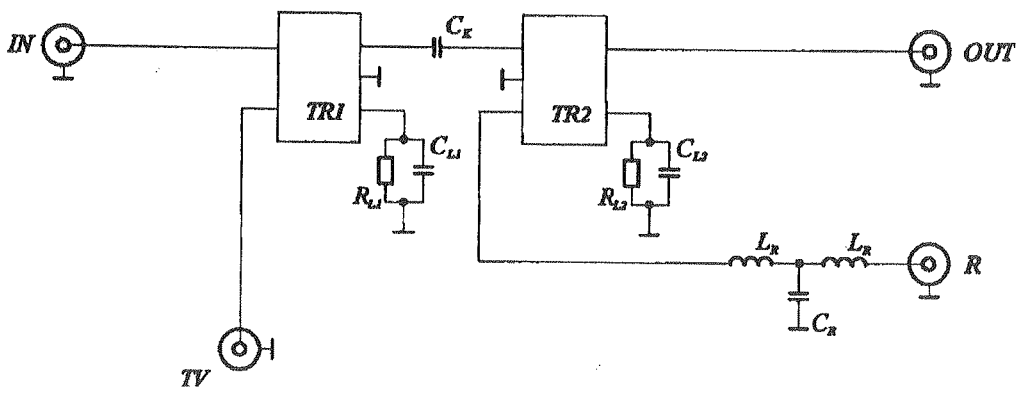 IN
C_K
OUT
TR1
TR2
C_L1
R_L1
C_L2
R_L2
L_R
L_R
R
C_R
TV